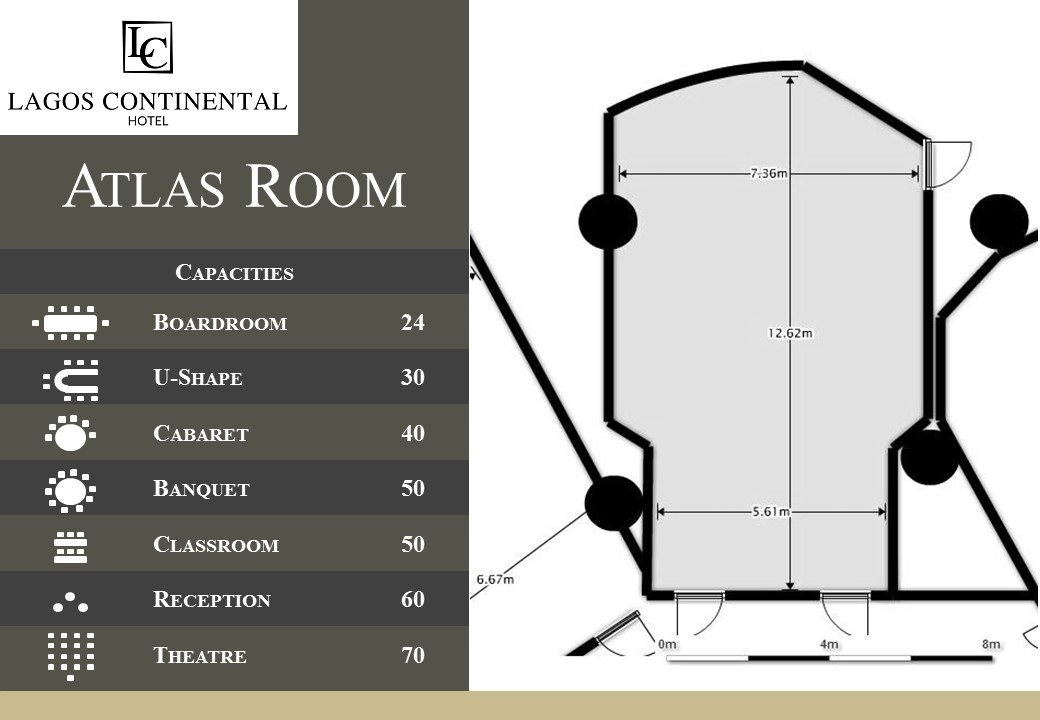 LC
LAGOS CONTINENTAL
HOTEL
ATLAS ROOM
CAPACITIES
BOARDROOM 24
U-SHAPE 30
CABARET 40
BANQUET 50
CLASSROOM 50
RECEPTION 60
THEATRE 70
7.36m
12.62m
5.61m
6.67m
0m 4m 8m